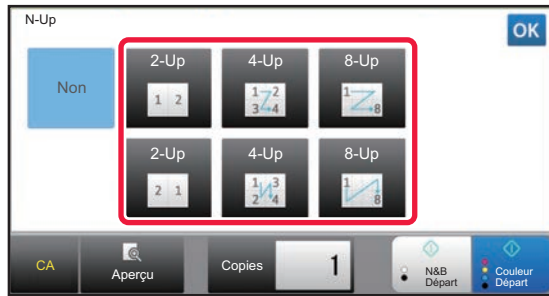 N-Up
OK
Non
2-Up
4-Up
8-Up
1 2
1 2
3 4
1
8
2-Up
4-Up
8-Up
2 1
1 3
2 4
1
8
CA
Aperçu
Copies
1
N&B
Départ
Couleur
Départ